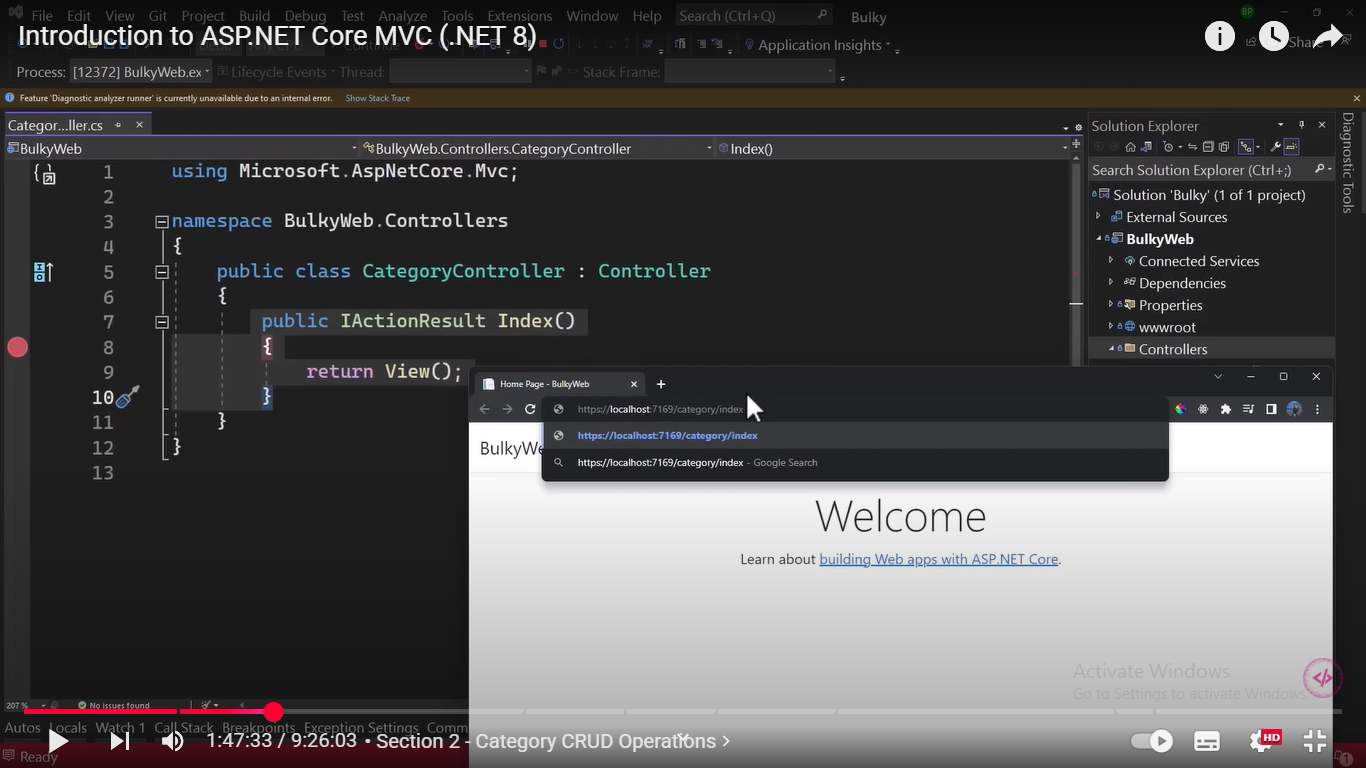 File Edit View Git Project Build Debug Test Analyze Tools Extensions Window Help Search (Ctrl+Q) Bulky BP
Introduction to ASP.NET Core MVC (.NET 8)
Application Insights
Share
Process: [12372] BulkyWeb.ex Lifecycle Events Thread: Stack Frame:
Feature 'Diagnostic analyzer runner' is currently unavailable due to an internal error. Show Stack Trace
Categor...ller.cs
BulkyWeb BulkyWeb.Controllers.CategoryController Index()
1 using Microsoft.AspNetCore.Mvc;
2
3 namespace BulkyWeb.Controllers
4 {
5 public class CategoryController : Controller
6 {
7 public IActionResult Index()
8 {
9 return View();
10 }
11 }
12 }
13
Solution Explorer
Search Solution Explorer (Ctrl+;)
Solution 'Bulky' (1 of 1 project)
External Sources
BulkyWeb
Connected Services
Dependencies
Properties
wwwroot
Controllers
Diagnostic Tools
Home Page - BulkyWeb
https://localhost:7169/category/index
https://localhost:7169/category/index
https://localhost:7169/category/index - Google Search
BulkyWe
Welcome
Learn about building Web apps with ASP.NET Core.
Activate Windows
Go to Settings to activate Windows.
207 % No issues found
Autos Locals Watch 1 Call Stack Breakpoints Exception Settings Comm
1:47:33 / 9:26:03 • Section 2 - Category CRUD Operations
HD
Ready
1